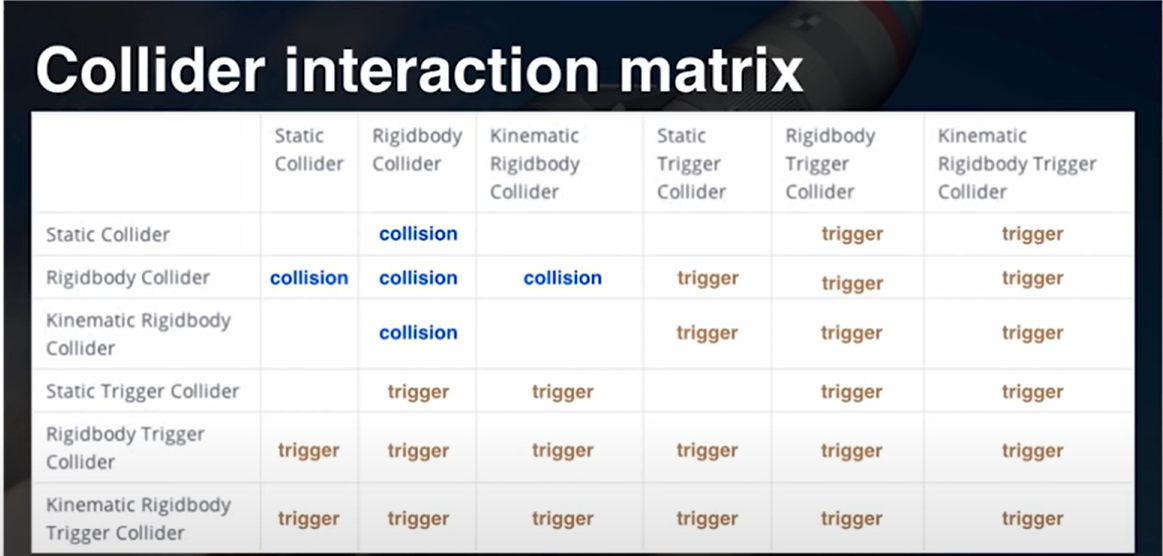 Collider interaction matrix
Static Collider Rigidbody Collider Kinematic Rigidbody Collider Static Trigger Collider Rigidbody Trigger Collider Kinematic Rigidbody Trigger Collider
Static Collider collision trigger trigger
Rigidbody Collider collision collision collision trigger trigger trigger
Kinematic Rigidbody Collider collision trigger trigger trigger
Static Trigger Collider trigger trigger trigger trigger
Rigidbody Trigger Collider trigger trigger trigger trigger trigger trigger
Kinematic Rigidbody Trigger Collider trigger trigger trigger trigger trigger trigger